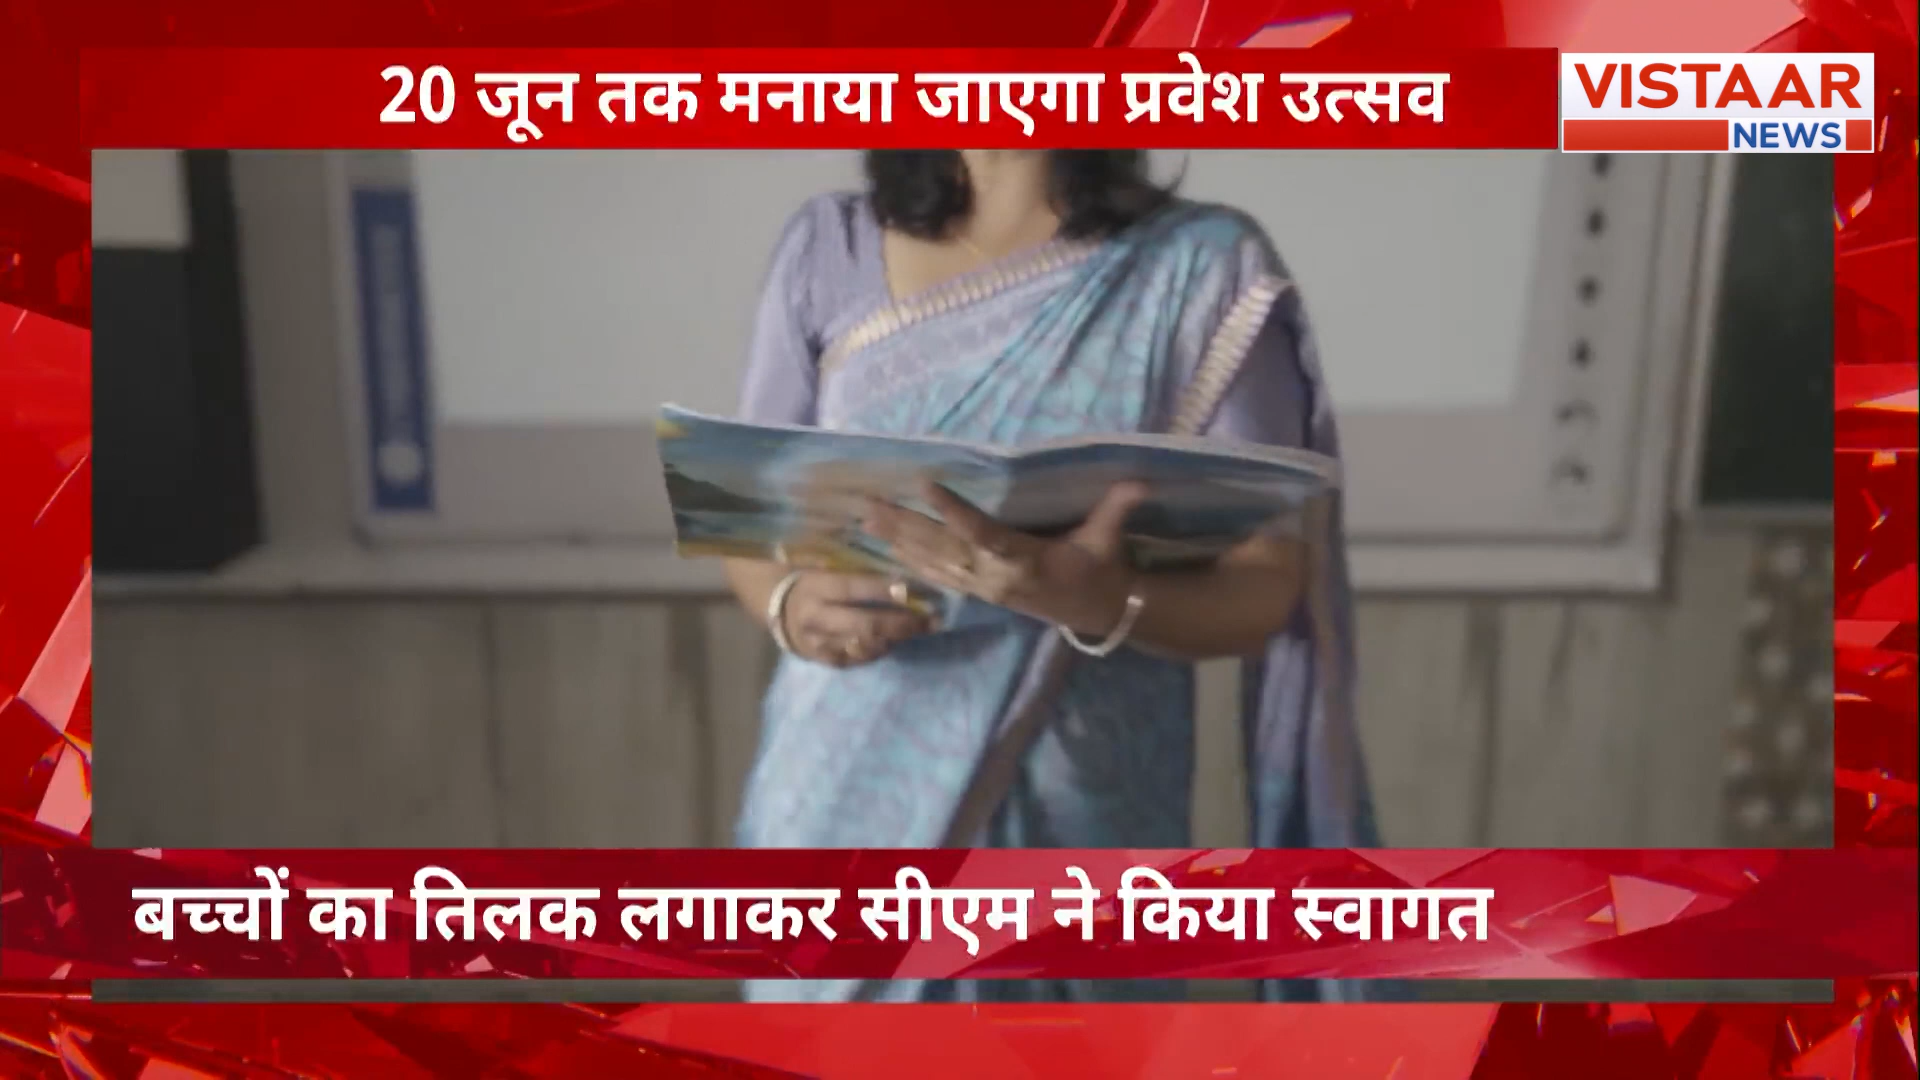 20 जून तक मनाया जाएगा प्रवेश उत्सव
VISTAAR
NEWS
बच्चों का तिलक लगाकर सीएम ने किया स्वागत